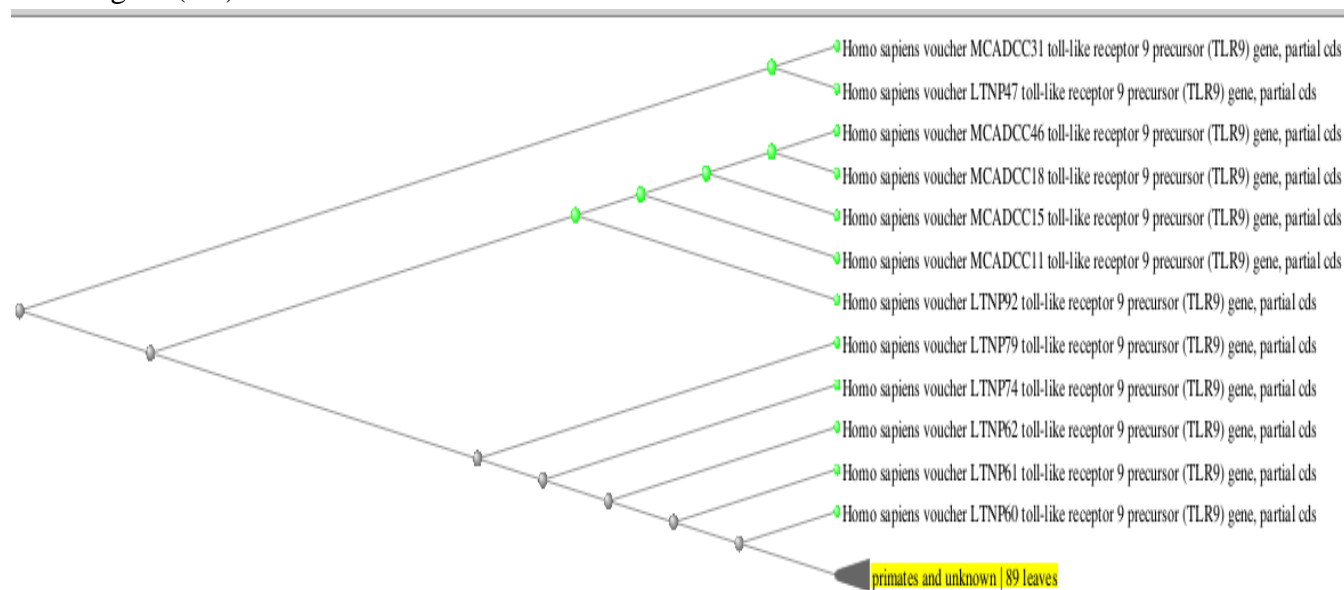 Homo sapiens voucher MCADCC31 toll-like receptor 9 precursor (TLR9) gene, partial cds
Homo sapiens voucher LTNP47 toll-like receptor 9 precursor (TLR9) gene, partial cds
Homo sapiens voucher MCADCC46 toll-like receptor 9 precursor (TLR9) gene, partial cds
Homo sapiens voucher MCADCC18 toll-like receptor 9 precursor (TLR9) gene, partial cds
Homo sapiens voucher MCADCC15 toll-like receptor 9 precursor (TLR9) gene, partial cds
Homo sapiens voucher MCADCC11 toll-like receptor 9 precursor (TLR9) gene, partial cds
Homo sapiens voucher LTNP92 toll-like receptor 9 precursor (TLR9) gene, partial cds
Homo sapiens voucher LTNP79 toll-like receptor 9 precursor (TLR9) gene, partial cds
Homo sapiens voucher LTNP74 toll-like receptor 9 precursor (TLR9) gene, partial cds
Homo sapiens voucher LTNP62 toll-like receptor 9 precursor (TLR9) gene, partial cds
Homo sapiens voucher LTNP61 toll-like receptor 9 precursor (TLR9) gene, partial cds
Homo sapiens voucher LTNP60 toll-like receptor 9 precursor (TLR9) gene, partial cds
primates and unknown | 89 leaves